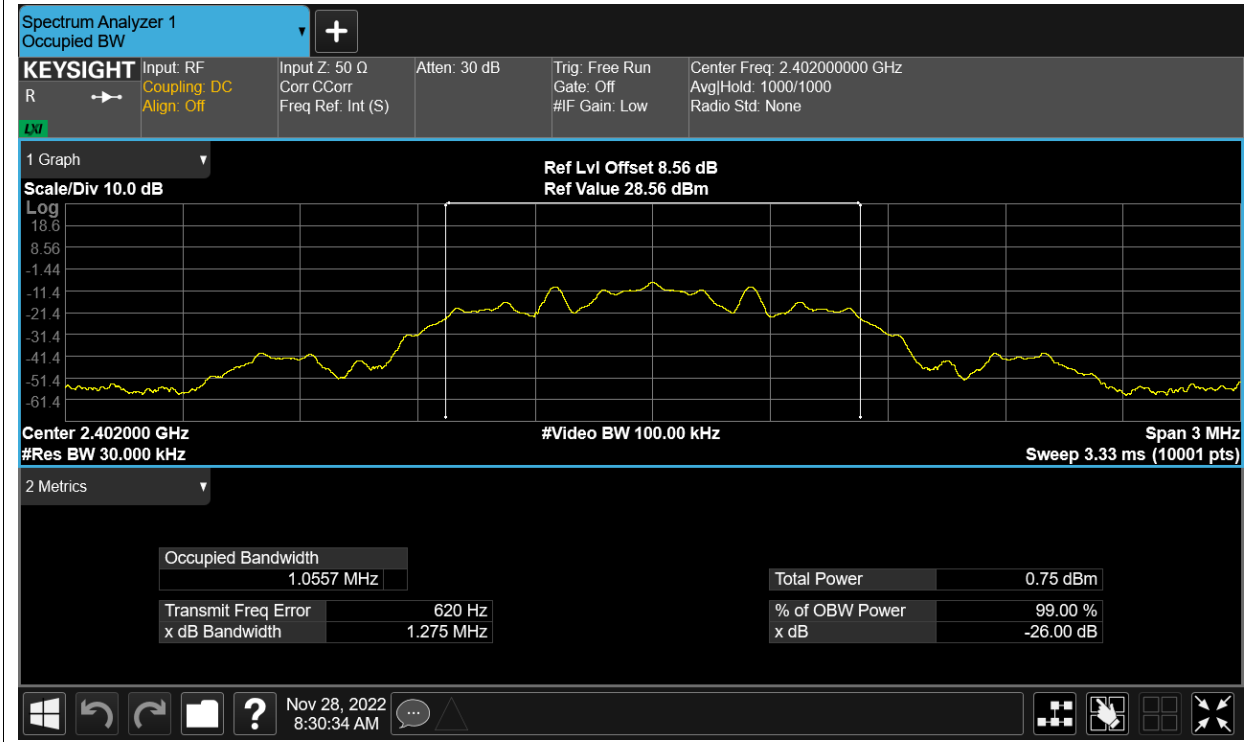 Spectrum Analyzer 1
Occupied BW
KEYSIGHT
R
LXI
Input: RF
Coupling: DC
Align: Off
Input Z: 50 Ω
Corr CCorr
Freq Ref: Int (S)
Atten: 30 dB
Trig: Free Run
Gate: Off
#IF Gain: Low
Center Freq: 2.402000000 GHz
Avg|Hold: 1000/1000
Radio Std: None
1 Graph
Scale/Div 10.0 dB
Ref Lvl Offset 8.56 dB
Ref Value 28.56 dBm
Log
18.6
8.56
-1.44
-11.4
-21.4
-31.4
-41.4
-51.4
-61.4
Center 2.402000 GHz
#Video BW 100.00 kHz
Span 3 MHz
#Res BW 30.000 kHz
Sweep 3.33 ms (10001 pts)
2 Metrics
Occupied Bandwidth
1.0557 MHz
Total Power 0.75 dBm
Transmit Freq Error 620 Hz
% of OBW Power 99.00 %
x dB Bandwidth 1.275 MHz
x dB -26.00 dB
?
Nov 28, 2022
8:30:34 AM